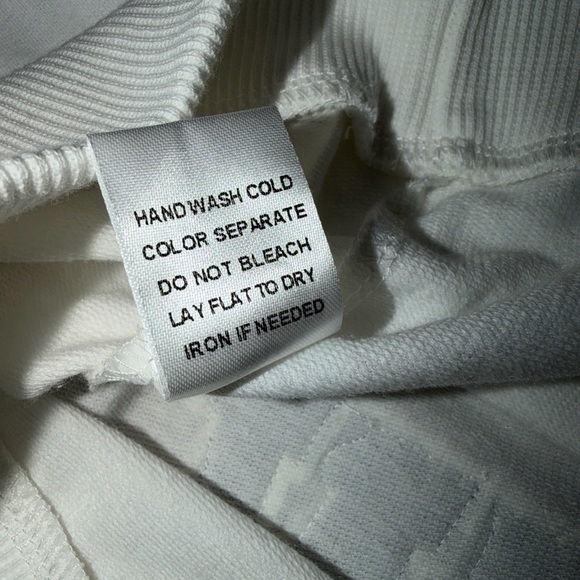 HAND WASH COLD
COLOR SEPARATE
DO NOT BLEACH
LAY FLAT TO DRY
IRON IF NEEDED